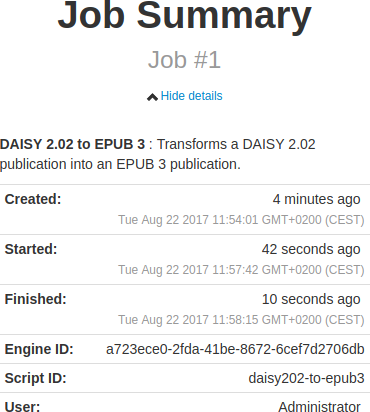 Job Summary
Job #1
Hide details
DAISY 2.02 to EPUB 3 : Transforms a DAISY 2.02
publication into an EPUB 3 publication.
Created: 4 minutes ago
Tue Aug 22 2017 11:54:01 GMT+0200 (CEST)
Started: 42 seconds ago
Tue Aug 22 2017 11:57:42 GMT+0200 (CEST)
Finished: 10 seconds ago
Tue Aug 22 2017 11:58:15 GMT+0200 (CEST)
Engine ID: a723ece0-2fda-41be-8672-6cef7d2706db
Script ID: daisy202-to-epub3
User: Administrator